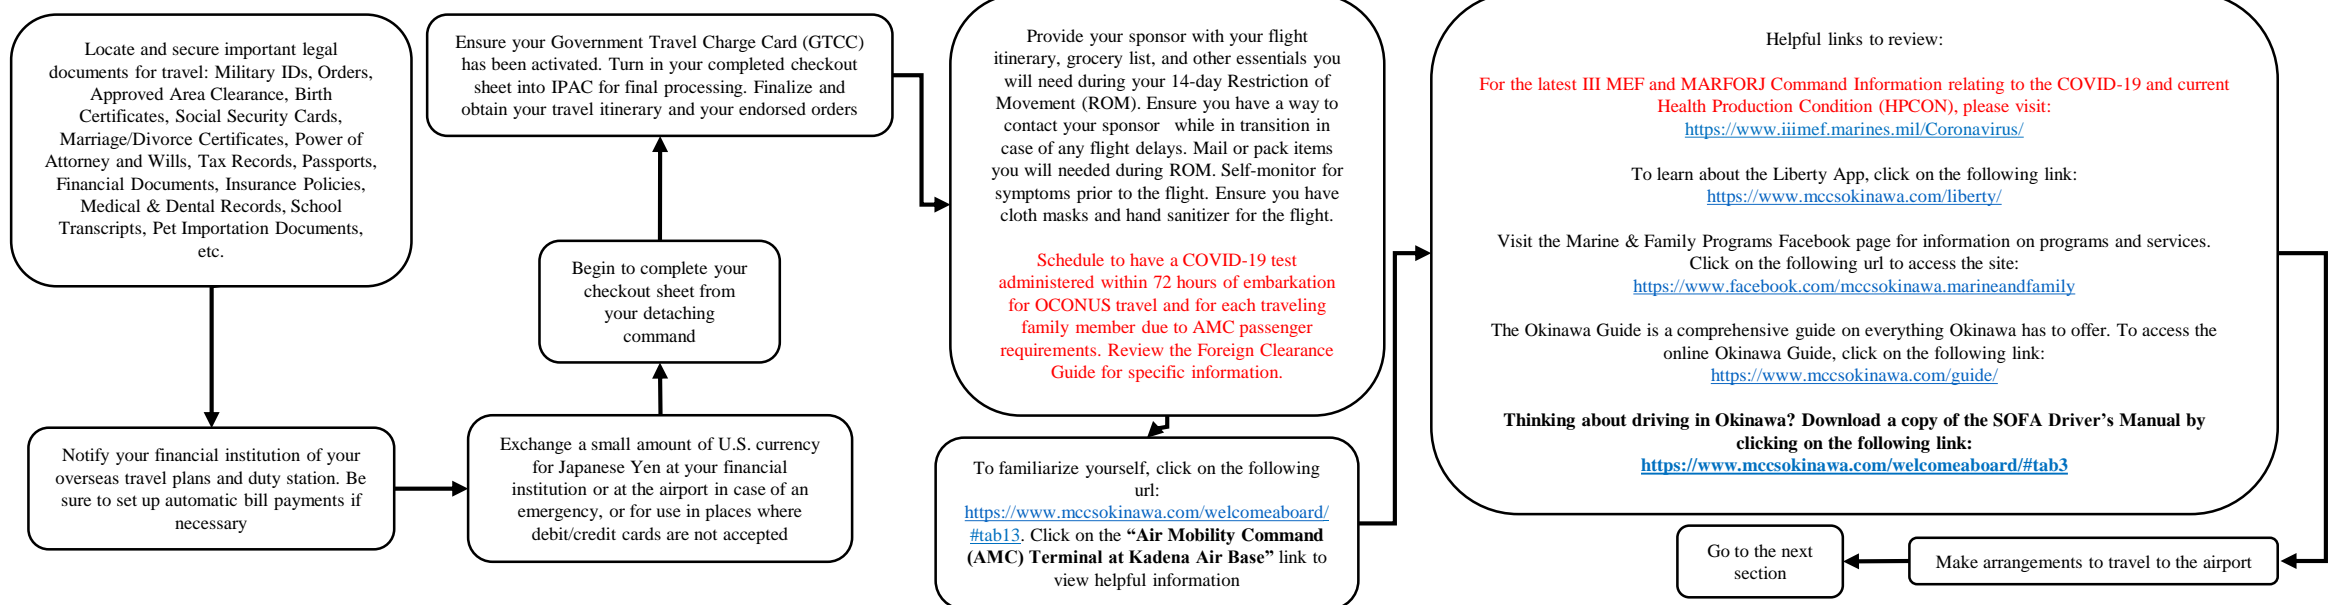 Locate and secure important legal
documents for travel: Military IDs, Orders,
Approved Area Clearance, Birth
Certificates, Social Security Cards,
Marriage/Divorce Certificates, Power of
Attorney and Wills, Tax Records, Passports,
Financial Documents, Insurance Policies,
Medical & Dental Records, School
Transcripts, Pet Importation Documents,
etc.
Notify your financial institution of your
overseas travel plans and duty station. Be
sure to set up automatic bill payments if
necessary
Exchange a small amount of U.S. currency
for Japanese Yen at your financial
institution or at the airport in case of an
emergency, or for use in places where
debit/credit cards are not accepted
Begin to complete your
checkout sheet from
your detaching
command
Ensure your Government Travel Charge Card (GTCC)
has been activated. Turn in your completed checkout
sheet into IPAC for final processing. Finalize and
obtain your travel itinerary and your endorsed orders
Provide your sponsor with your flight
itinerary, grocery list, and other essentials you
will need during your 14-day Restriction of
Movement (ROM). Ensure you have a way to
contact your sponsor while in transition in
case of any flight delays. Mail or pack items
you will needed during ROM. Self-monitor for
symptoms prior to the flight. Ensure you have
cloth masks and hand sanitizer for the flight.
Schedule to have a COVID-19 test
administered within 72 hours of embarkation
for OCONUS travel and for each traveling
family member due to AMC passenger
requirements. Review the Foreign Clearance
Guide for specific information.
To familiarize yourself, click on the following
url:
https://www.mccsokinawa.com/welcomeaboard/
#tab13. Click on the “Air Mobility Command
(AMC) Terminal at Kadena Air Base” link to
view helpful information
Helpful links to review:
For the latest III MEF and MARFORJ Command Information relating to the COVID-19 and current
Health Production Condition (HPCON), please visit:
https://www.iiimef.marines.mil/Coronavirus/
To learn about the Liberty App, click on the following link:
https://www.mccsokinawa.com/liberty/
Visit the Marine & Family Programs Facebook page for information on programs and services.
Click on the following url to access the site:
https://www.facebook.com/mccsokinawa.marineandfamily
The Okinawa Guide is a comprehensive guide on everything Okinawa has to offer. To access the
online Okinawa Guide, click on the following link:
https://www.mccsokinawa.com/guide/
Thinking about driving in Okinawa? Download a copy of the SOFA Driver’s Manual by
clicking on the following link:
https://www.mccsokinawa.com/welcomeaboard/#tab3
Make arrangements to travel to the airport
Go to the next
section